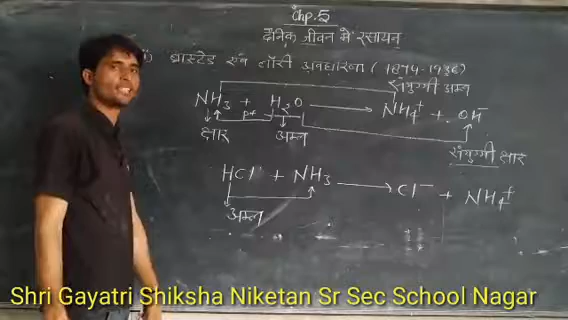 Chp. 5
दैनिक जीवन में रसायन
ब्रास्टेड एवं लौरी अवधारणा (1874-1936)
संयुग्मी अम्ल
NH3 + H2O → NH4+ + OH-
क्षार
अम्ल
संयुग्मी क्षार
HCl + NH3 → Cl- + NH4+
अम्ल
Shri Gayatri Shiksha Niketan Sr Sec School Nagar